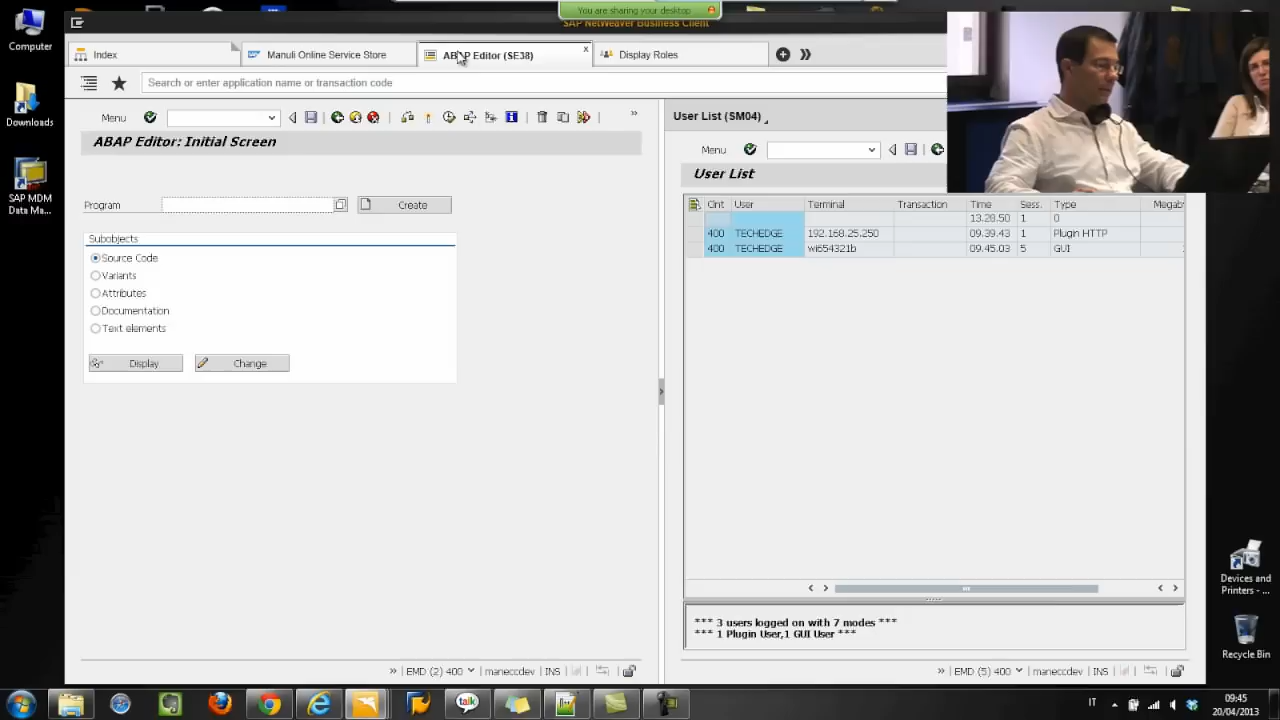 You are sharing your desktop
SAP NetWeaver Business Client
Computer
Downloads
SAP MDM
Data Ma...
Index
Manuli Online Service Store
ABAP Editor (SE38)
Display Roles
Search or enter application name or transaction code
Menu
ABAP Editor: Initial Screen
Program
Create
Subobjects
Source Code
Variants
Attributes
Documentation
Text elements
Display
Change
EMD (2) 400
maneccdev
INS
User List (SM04)
Menu
User List
Clnt User Terminal Transaction Time Sess. Type Megab
13.28.50 1 0
400 TECHEDGE 192.168.25.250 09.39.43 1 Plugin HTTP
400 TECHEDGE wi654321b 09.45.03 5 GUI
*** 3 users logged on with 7 modes ***
*** 1 Plugin User,1 GUI User ***
EMD (5) 400
maneccdev
INS
Devices and
Printers - ...
Recycle Bin
talk
IT
09:45
20/04/2013